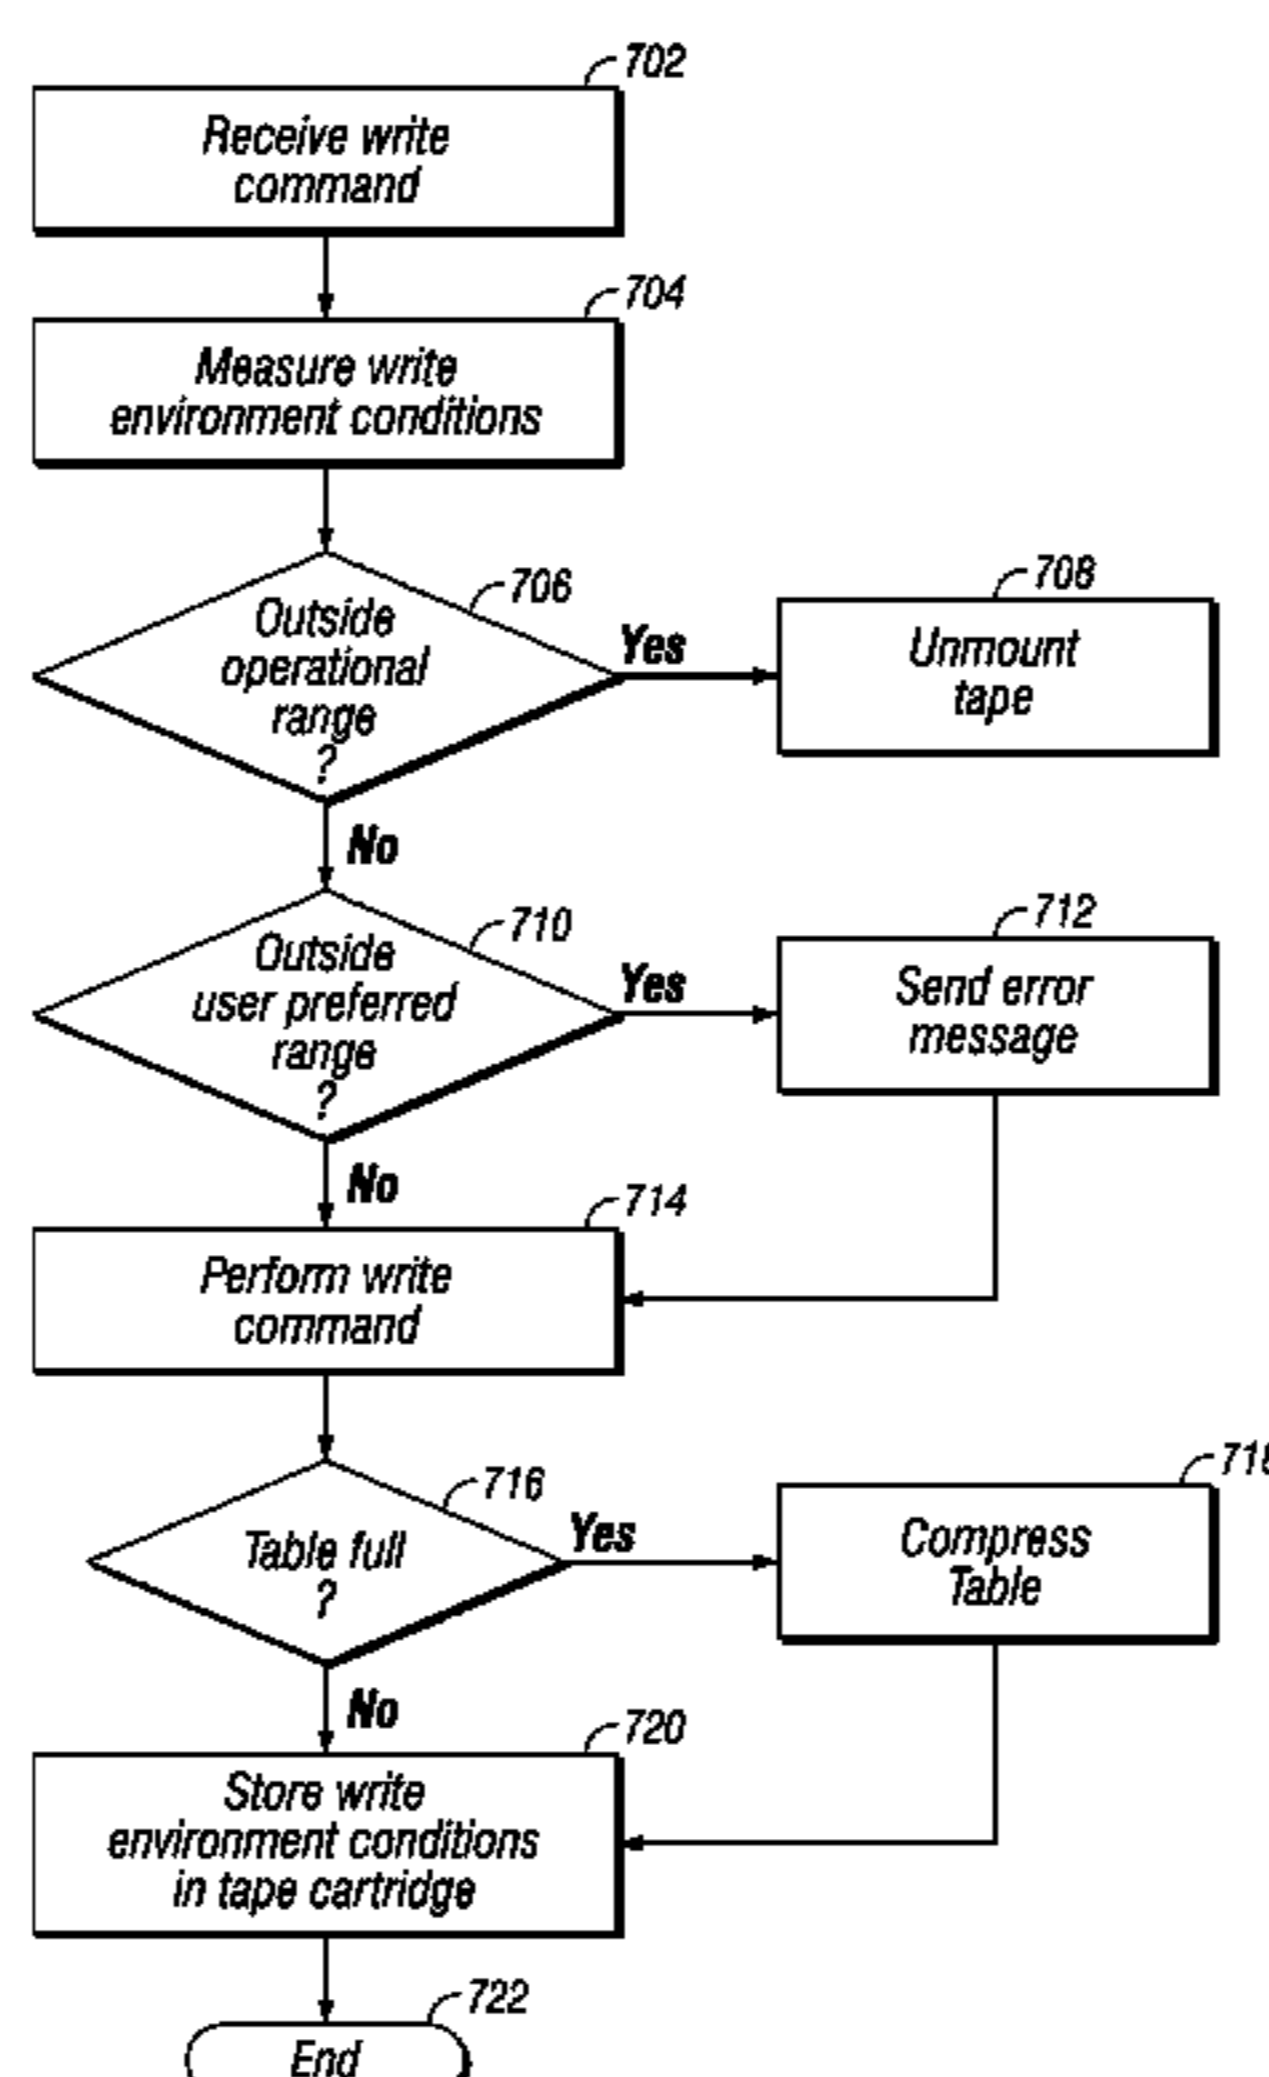 702
Receive write
command
704
Measure write
environment conditions
706
Outside
operational
range
?
Yes
708
Unmount
tape
No
710
Outside
user preferred
range
?
Yes
712
Send error
message
No
714
Perform write
command
716
Table full
?
Yes
718
Compress
Table
No
720
Store write
environment conditions
in tape cartridge
722
End